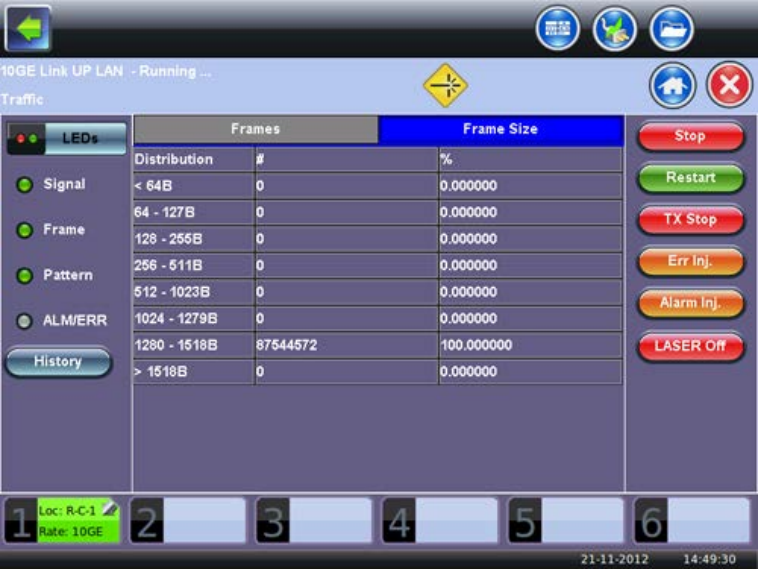 10GE Link UP LAN - Running ...
Traffic
LEDs
Signal
Frame
Pattern
ALM/ERR
History
Frames Frame Size
Distribution # %
< 64B 0 0.000000
64 - 127B 0 0.000000
128 - 255B 0 0.000000
256 - 511B 0 0.000000
512 - 1023B 0 0.000000
1024 - 1279B 0 0.000000
1280 - 1518B 87544572 100.000000
> 1518B 0 0.000000
Stop
Restart
TX Stop
Err Inj.
Alarm Inj.
LASER Off
1 Loc: R-C-1 2 3 4 5 6
Rate: 10GE
21-11-2012 14:49:30